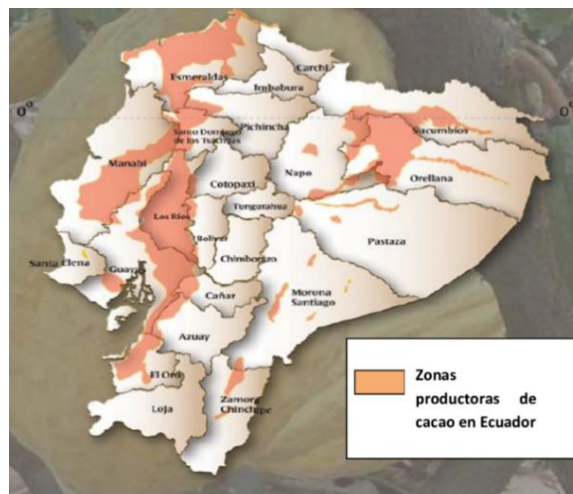 Carchi
Esmeraldas
Imbabura
0°
0°
Pichincha
Sucumbíos
Santo Domingo
de los Tsáchilas
Manabí
Napo
Orellana
Cotopaxi
Tungurahua
Los Ríos
Bolívar
Pastaza
Santa Elena
Guayas
Chimborazo
Morona
Santiago
Cañar
Azuay
El Oro
Zamora
Chinchipe
Loja
Zonas
productoras de
cacao en Ecuador